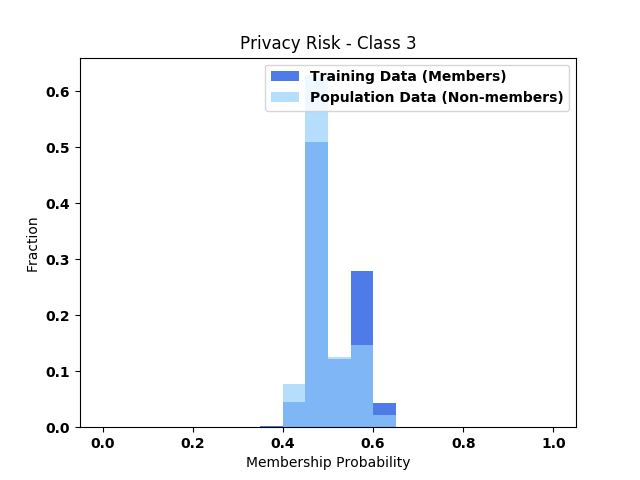 Privacy Risk - Class 3
Training Data (Members)
Population Data (Non-members)
Fraction
0.6
0.5
0.4
0.3
0.2
0.1
0.0
0.0 0.2 0.4 0.6 0.8 1.0
Membership Probability